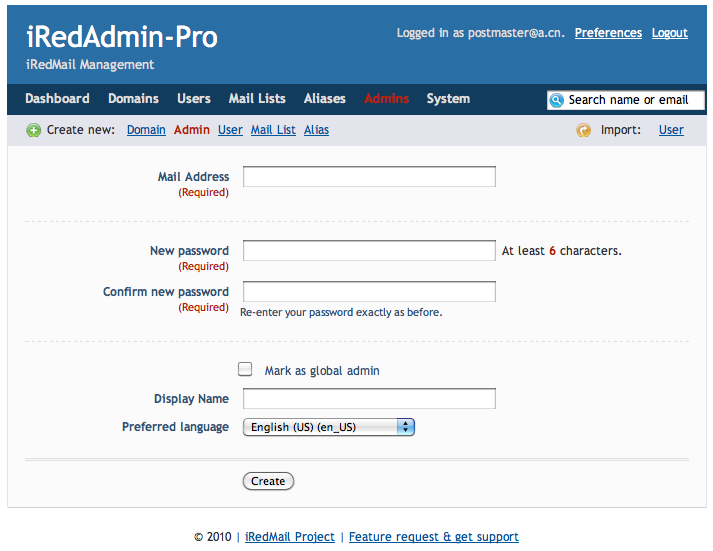 iRedAdmin-Pro
iRedMail Management
Logged in as postmaster@a.cn. Preferences Logout
Dashboard Domains Users Mail Lists Aliases Admins System
Search name or email
Create new: Domain Admin User Mail List Alias
Import: User
Mail Address
(Required)
New password
(Required)
At least 6 characters.
Confirm new password
(Required)
Re-enter your password exactly as before.
Mark as global admin
Display Name
Preferred language English (US) (en_US)
Create
© 2010 | iRedMail Project | Feature request & get support